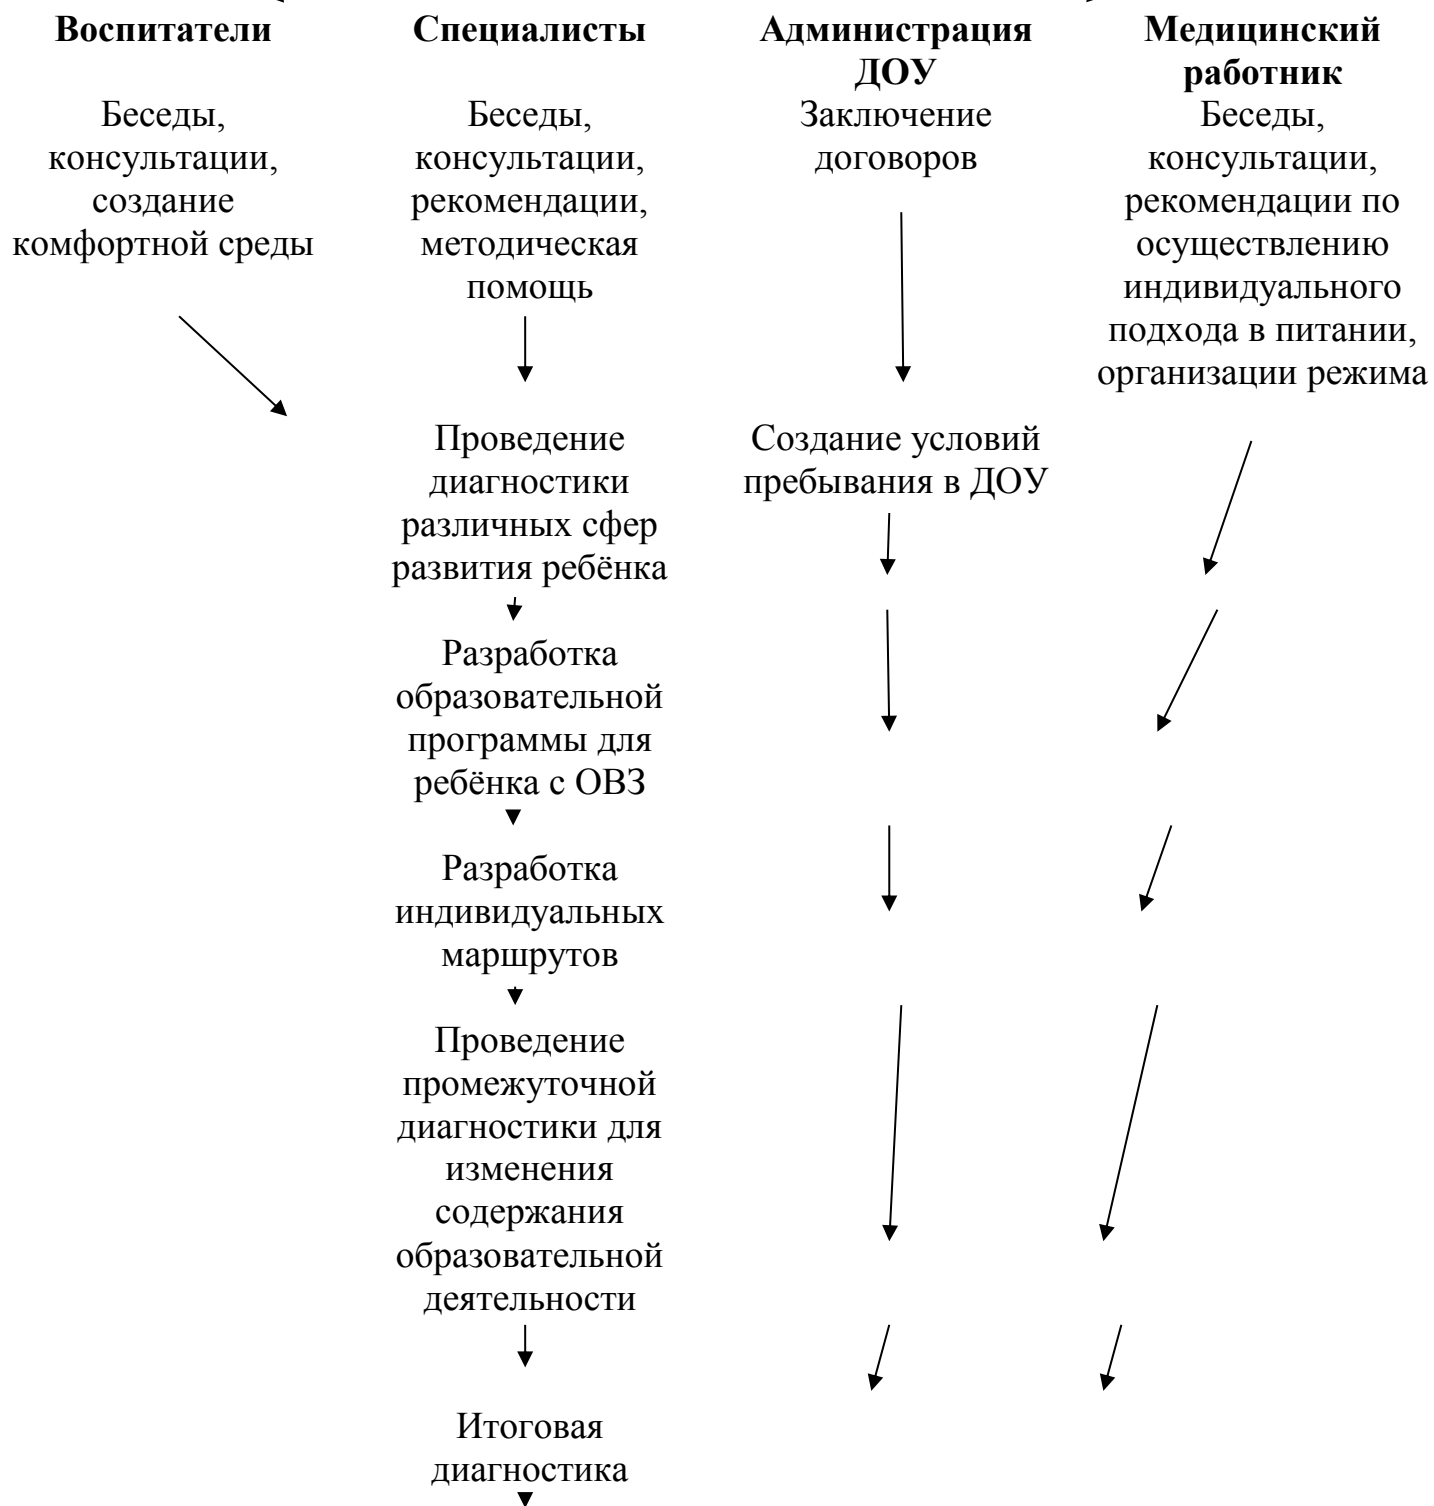 Воспитатели
Специалисты
Администрация
ДОУ
Медицинский
работник
Беседы,
консультации,
создание
комфортной среды
Беседы,
консультации,
рекомендации,
методическая
помощь
Заключение
договоров
Беседы,
консультации,
рекомендации по
осуществлению
индивидуального
подхода в питании,
организации режима
Проведение
диагностики
различных сфер
развития ребёнка
Создание условий
пребывания в ДОУ
Разработка
образовательной
программы для
ребёнка с ОВЗ
Разработка
индивидуальных
маршрутов
Проведение
промежуточной
диагностики для
изменения
содержания
образовательной
деятельности
Итоговая
диагностика